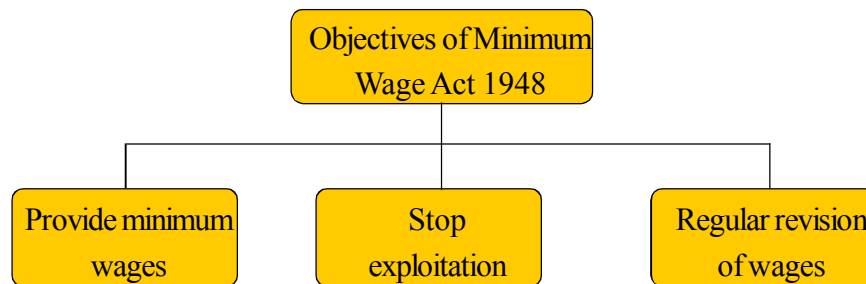 Objectives of Minimum
Wage Act 1948
Provide minimum
wages
Stop
exploitation
Regular revision
of wages